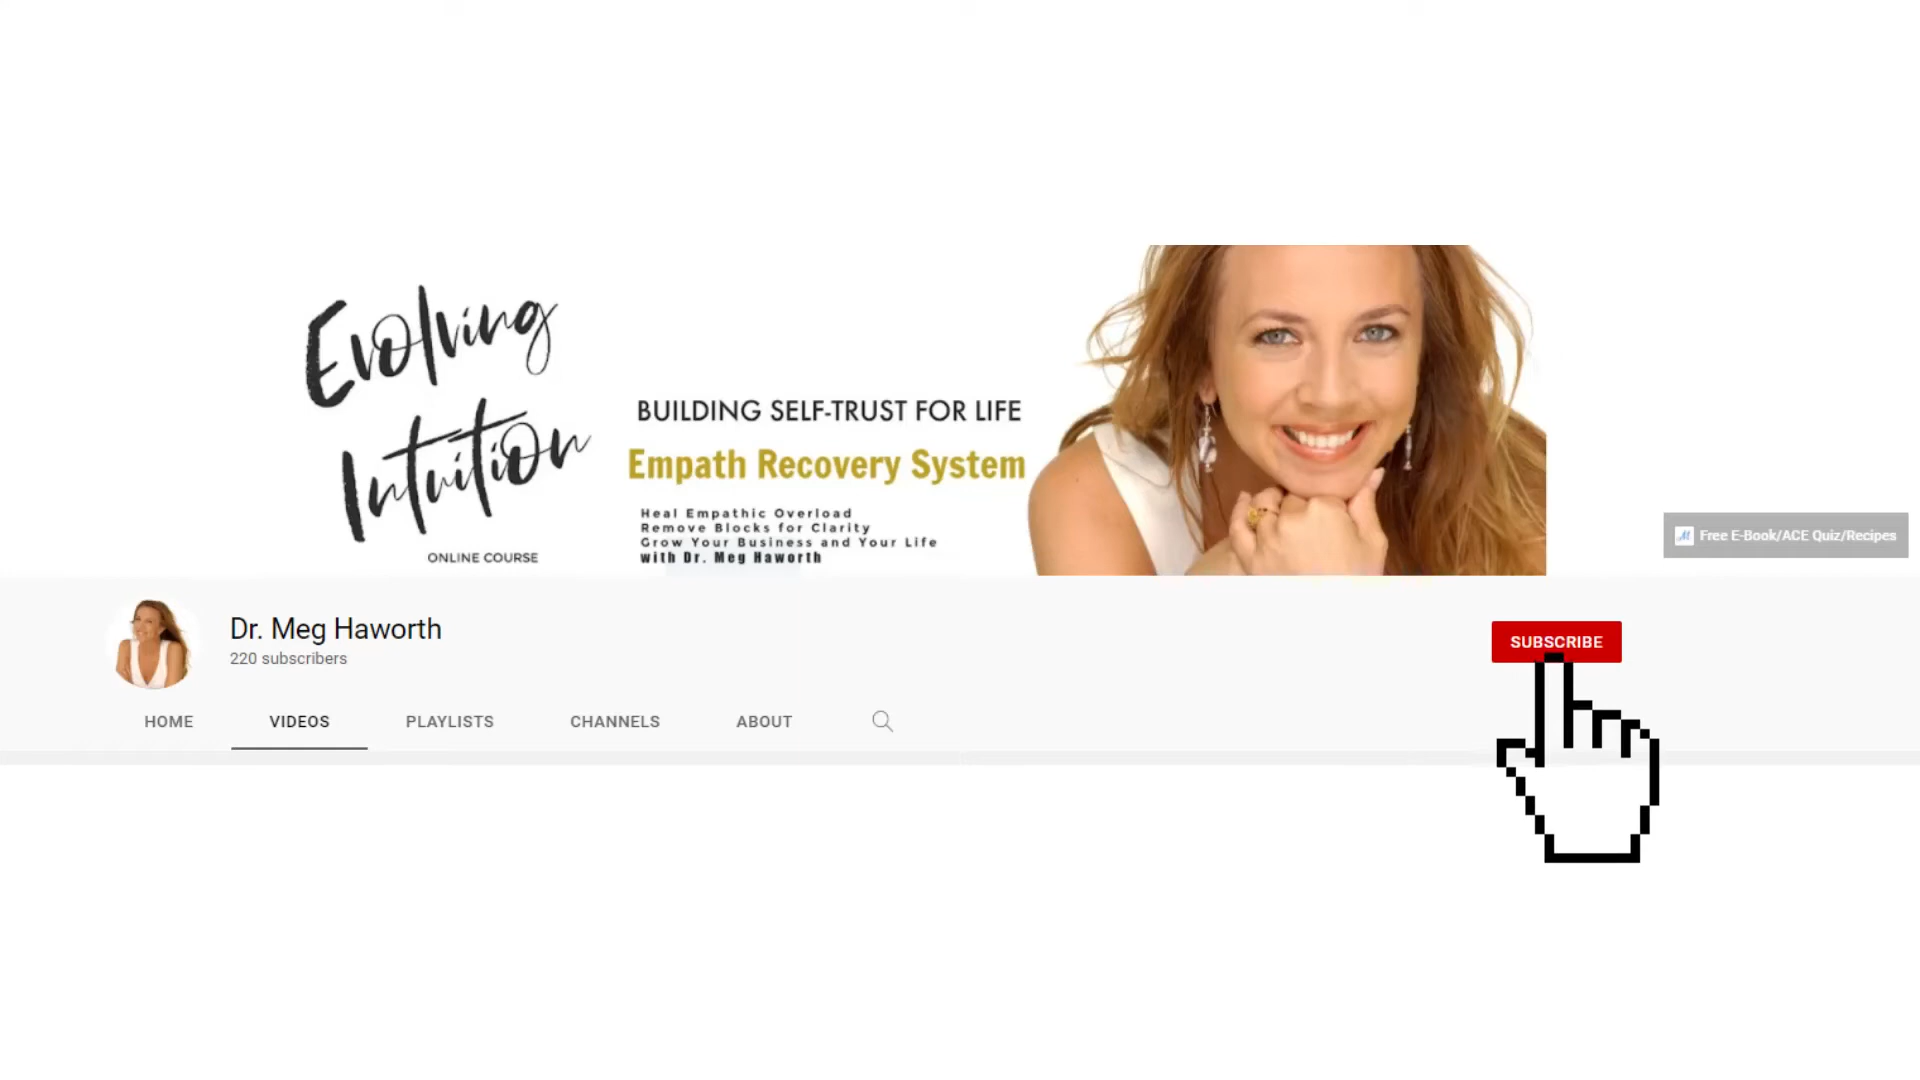 Evolving
Intuition
ONLINE COURSE
BUILDING SELF-TRUST FOR LIFE
Empath Recovery System
Heal Empathic Overload
Remove Blocks for Clarity
Grow Your Business and Your Life
with Dr. Meg Haworth
Free E-Book/ACE Quiz/Recipes
Dr. Meg Haworth
220 subscribers
SUBSCRIBE
HOME VIDEOS PLAYLISTS CHANNELS ABOUT